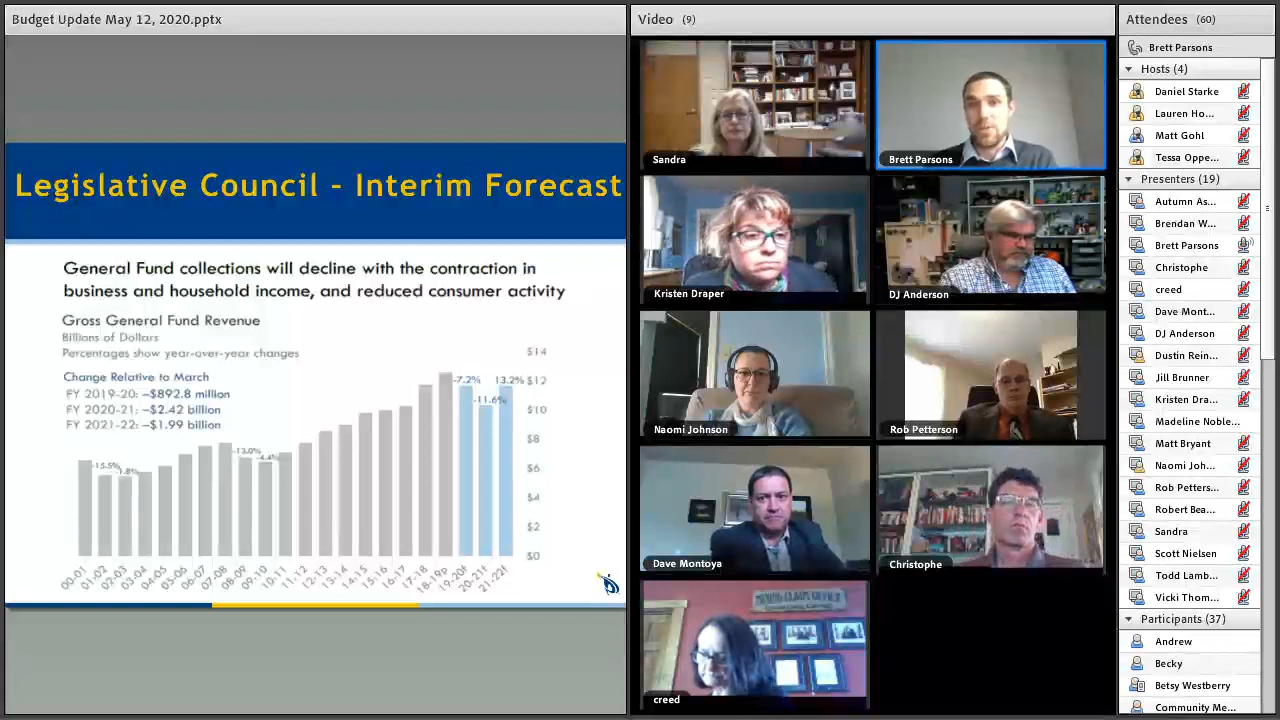 Budget Update May 12, 2020.pptx
Legislative Council - Interim Forecast
General Fund collections will decline with the contraction in
business and household income, and reduced consumer activity
Gross General Fund Revenue
Billions of Dollars
Percentages show year-over-year changes
Change Relative to March
FY 2019-20: -$892.8 million
FY 2020-21: -$2.42 billion
FY 2021-22: -$1.99 billion
$14
$12
$10
$8
$6
$4
$2
$0
-15.5%
-1.8%
-13.0%
-4.4%
-7.2%
-11.6%
13.2%
00-01
01-02
02-03
03-04
04-05
05-06
06-07
07-08
08-09
09-10
10-11
11-12
12-13
13-14
14-15
15-16
16-17
17-18
18-19
19-20f
20-21f
21-22f
Video (9)
Sandra
Brett Parsons
Kristen Draper
DJ Anderson
Naomi Johnson
Rob Petterson
Dave Montoya
Christophe
creed
Attendees (60)
Brett Parsons
Hosts (4)
Daniel Starke
Lauren Ho...
Matt Gohl
Tessa Oppe...
Presenters (19)
Autumn As...
Brendan W...
Brett Parsons
Christophe
creed
Dave Mont...
DJ Anderson
Dustin Rein...
Jill Brunner
Kristen Dra...
Madeline Noble...
Matt Bryant
Naomi Joh...
Rob Petters...
Robert Bea...
Sandra
Scott Nielsen
Todd Lamb...
Vicki Thom...
Participants (37)
Andrew
Becky
Betsy Westberry
Community Me...